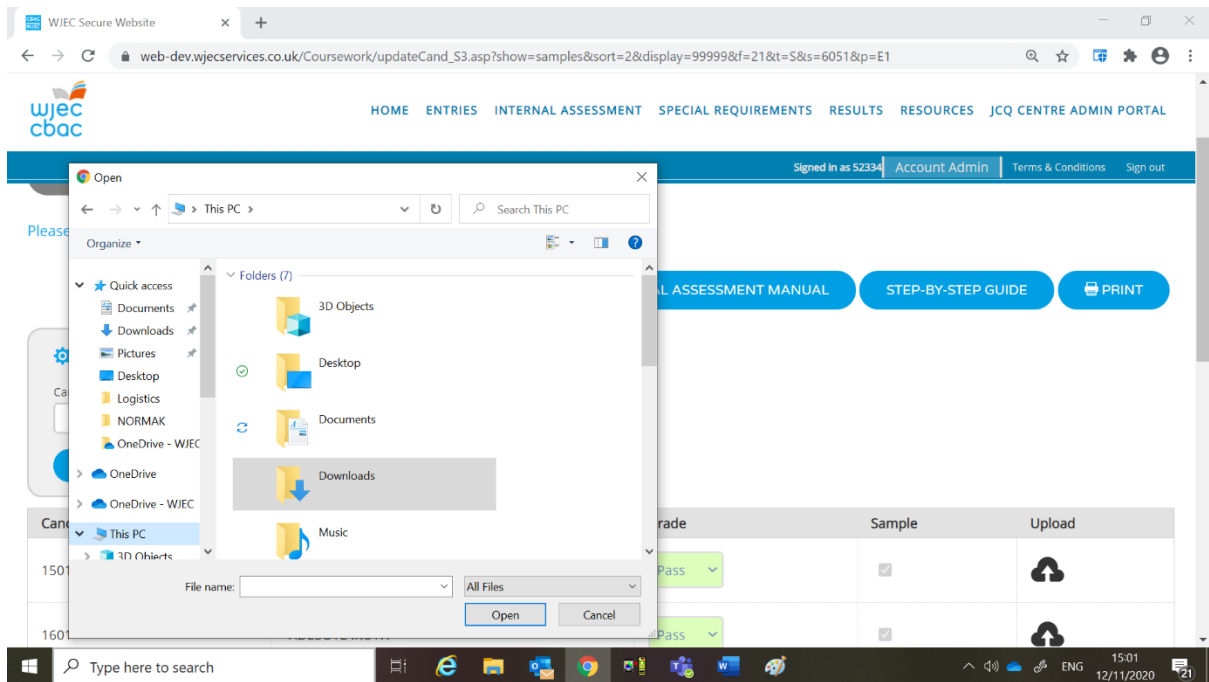 WJEC Secure Website
web-dev.wjecservices.co.uk/Coursework/updateCand_S3.asp?show=samples&sort=2&display=99999&f=21&t=S&s=6051&p=E1
wjec
cbac
HOME ENTRIES INTERNAL ASSESSMENT SPECIAL REQUIREMENTS RESULTS RESOURCES JCQ CENTRE ADMIN PORTAL
Signed in as 52334 Account Admin Terms & Conditions Sign out
Open
This PC
Search This PC
Please
Organize
AL ASSESSMENT MANUAL
STEP-BY-STEP GUIDE
PRINT
Quick access
Documents
Downloads
Pictures
Desktop
Logistics
NORMAK
OneDrive - WJEC
OneDrive
OneDrive - WJEC
This PC
3D Objects
Folders (7)
3D Objects
Desktop
Documents
Downloads
Music
File name:
All Files
Open Cancel
rade Sample Upload
1501
Pass
1601
Pass
Type here to search
ENG
15:01
12/11/2020
21